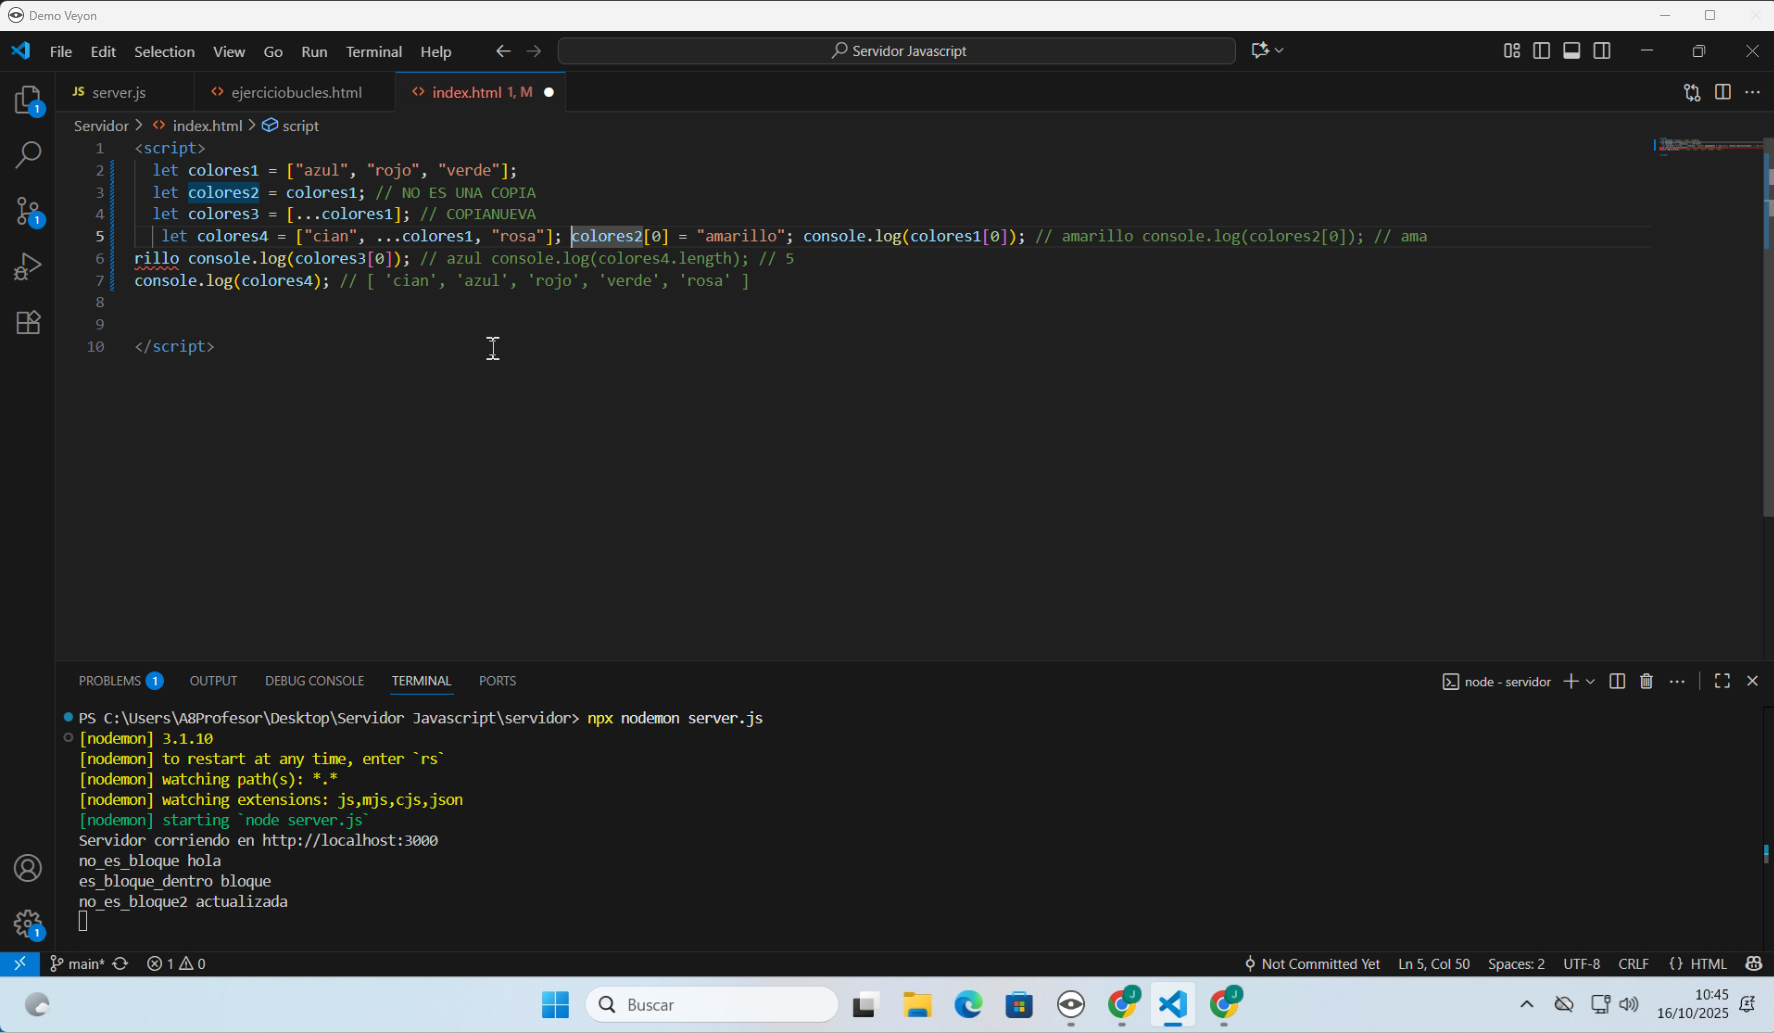 Demo Veyon
File Edit Selection View Go Run Terminal Help
Servidor Javascript
JS server.js
<> ejerciciobucles.html
<> index.html 1, M
Servidor > <> index.html > script
1 <script>
2 let colores1 = ["azul", "rojo", "verde"];
3 let colores2 = colores1; // NO ES UNA COPIA
4 let colores3 = [...colores1]; // COPIANUEVA
5 let colores4 = ["cian", ...colores1, "rosa"]; colores2[0] = "amarillo"; console.log(colores1[0]); // amarillo console.log(colores2[0]); // ama
6 rillo console.log(colores3[0]); // azul console.log(colores4.length); // 5
7 console.log(colores4); // [ 'cian', 'azul', 'rojo', 'verde', 'rosa' ]
8
9
10 </script>
PROBLEMS 1 OUTPUT DEBUG CONSOLE TERMINAL PORTS
node - servidor
PS C:\Users\A8Profesor\Desktop\Servidor Javascript\servidor> npx nodemon server.js
[nodemon] 3.1.10
[nodemon] to restart at any time, enter `rs`
[nodemon] watching path(s): *.*
[nodemon] watching extensions: js,mjs,cjs,json
[nodemon] starting `node server.js`
Servidor corriendo en http://localhost:3000
no_es_bloque hola
es_bloque_dentro bloque
no_es_bloque2 actualizada
main* 1 0
Not Committed Yet Ln 5, Col 50 Spaces: 2 UTF-8 CRLF {} HTML
Buscar
10:45
16/10/2025